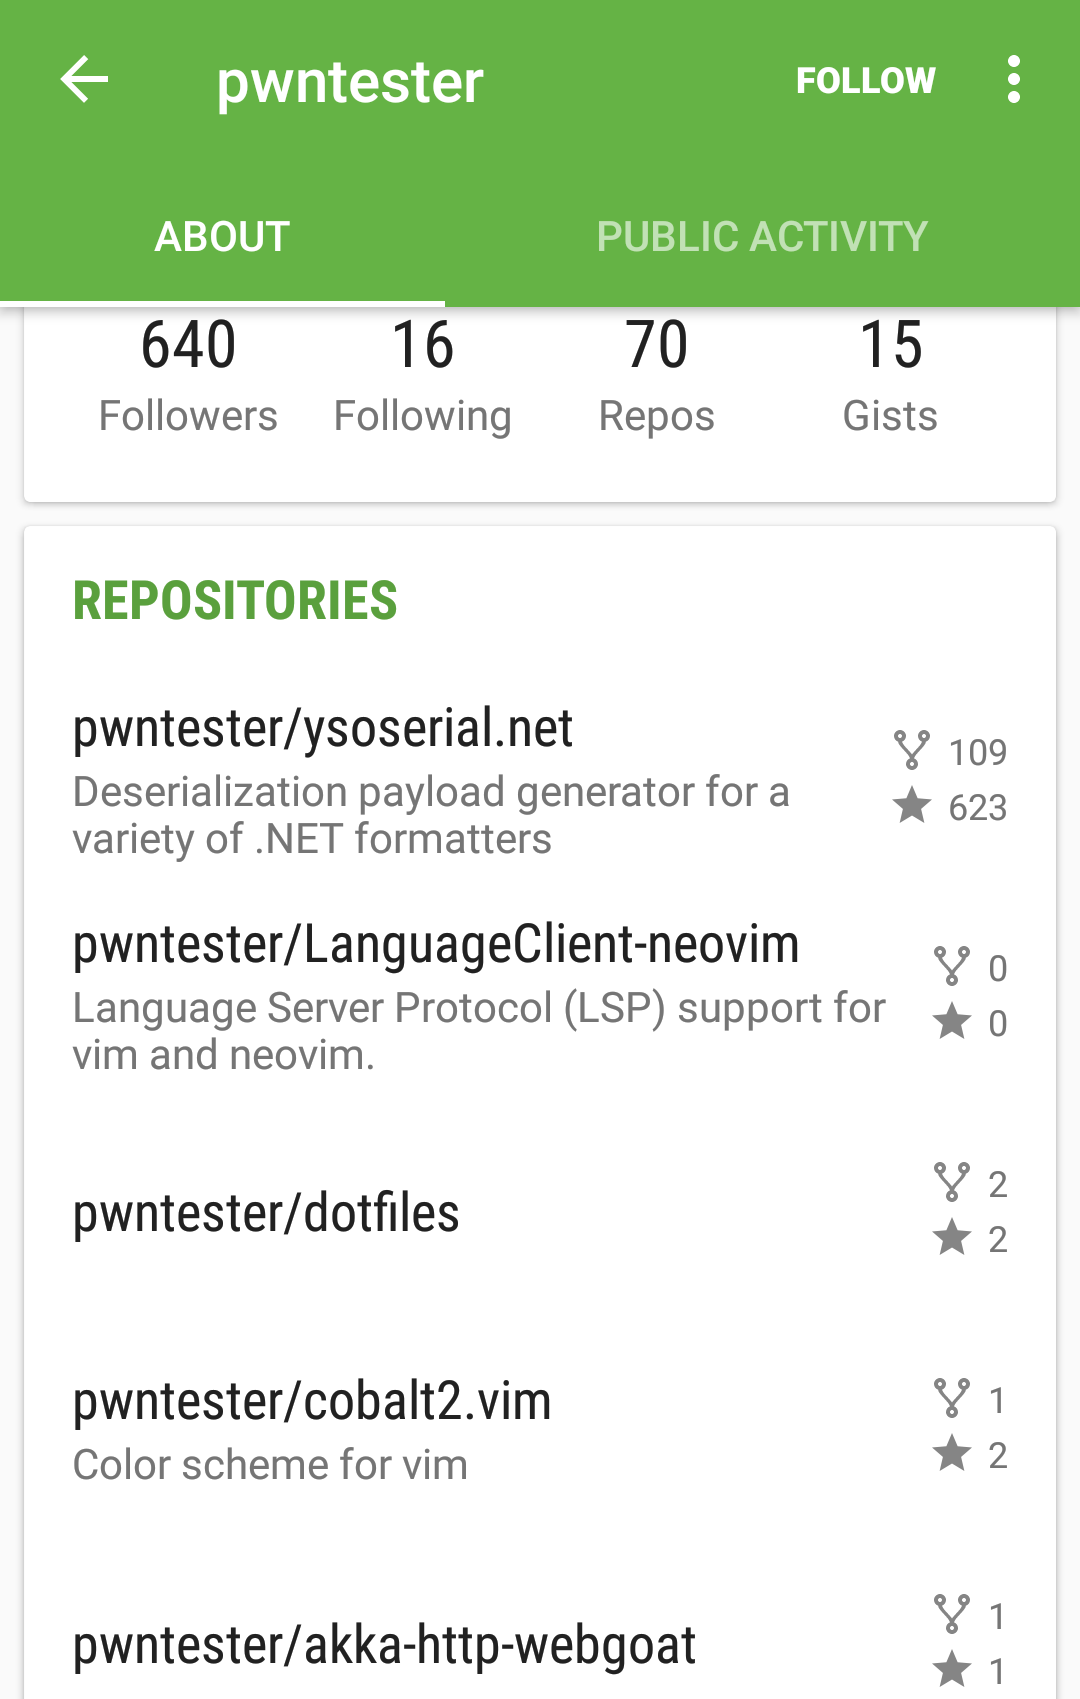 pwntester FOLLOW
ABOUT PUBLIC ACTIVITY
640 16 70 15
Followers Following Repos Gists
REPOSITORIES
pwntester/ysoserial.net
Deserialization payload generator for a
variety of .NET formatters
109
623
pwntester/LanguageClient-neovim
Language Server Protocol (LSP) support for
vim and neovim.
0
0
pwntester/dotfiles
2
2
pwntester/cobalt2.vim
Color scheme for vim
1
2
pwntester/akka-http-webgoat
1
1